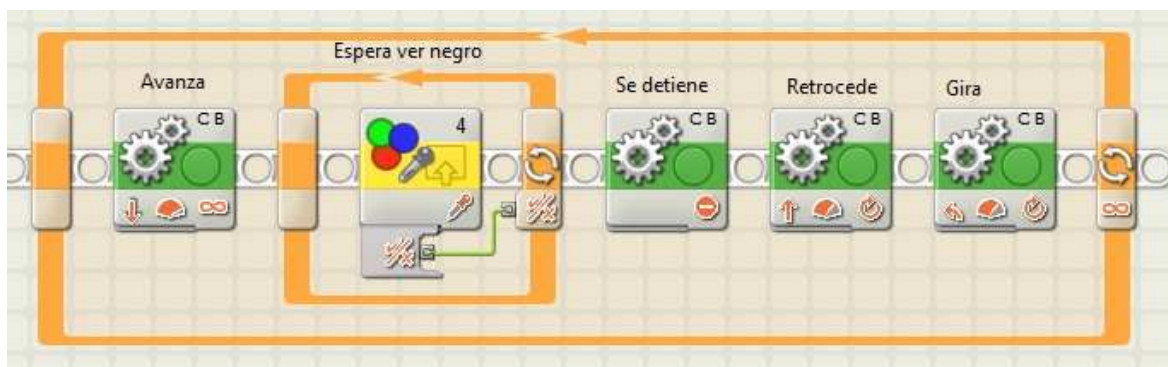 Espera ver negro
Avanza
Se detiene
Retrocede
Gira
C B
4
C B
C B
C B